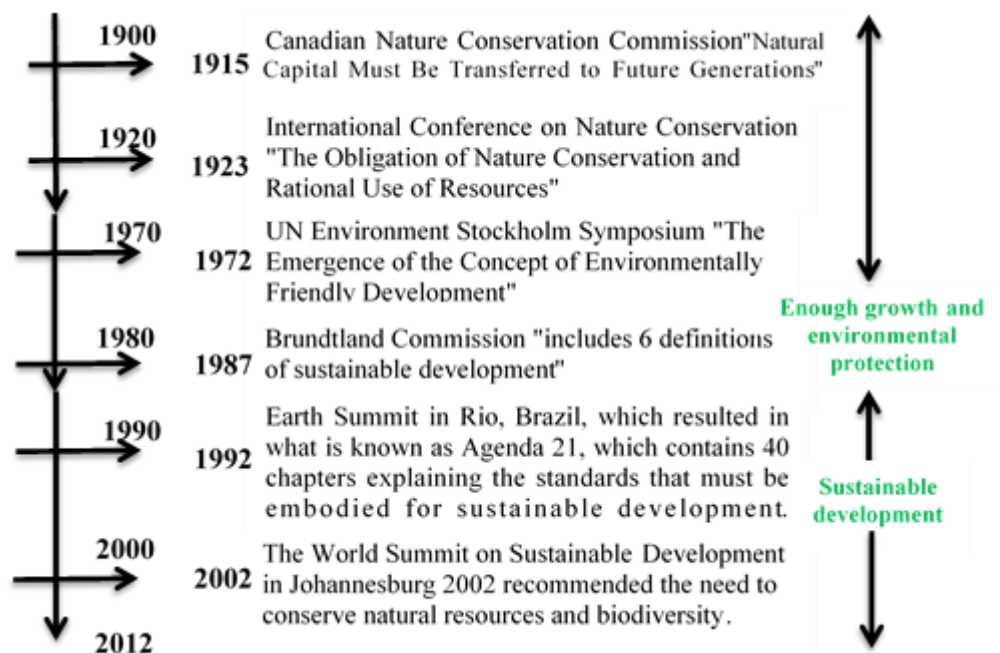 1900
1915 Canadian Nature Conservation Commission"Natural
Capital Must Be Transferred to Future Generations"
1920
1923 International Conference on Nature Conservation
"The Obligation of Nature Conservation and
Rational Use of Resources"
1970
1972 UN Environment Stockholm Symposium "The
Emergence of the Concept of Environmentally
Friendly Development"
Enough growth and
environmental
protection
1980
1987 Brundtland Commission "includes 6 definitions
of sustainable development"
1990
1992 Earth Summit in Rio, Brazil, which resulted in
what is known as Agenda 21, which contains 40
chapters explaining the standards that must be
embodied for sustainable development.
Sustainable
development
2000
2002 The World Summit on Sustainable Development
in Johannesburg 2002 recommended the need to
conserve natural resources and biodiversity.
2012